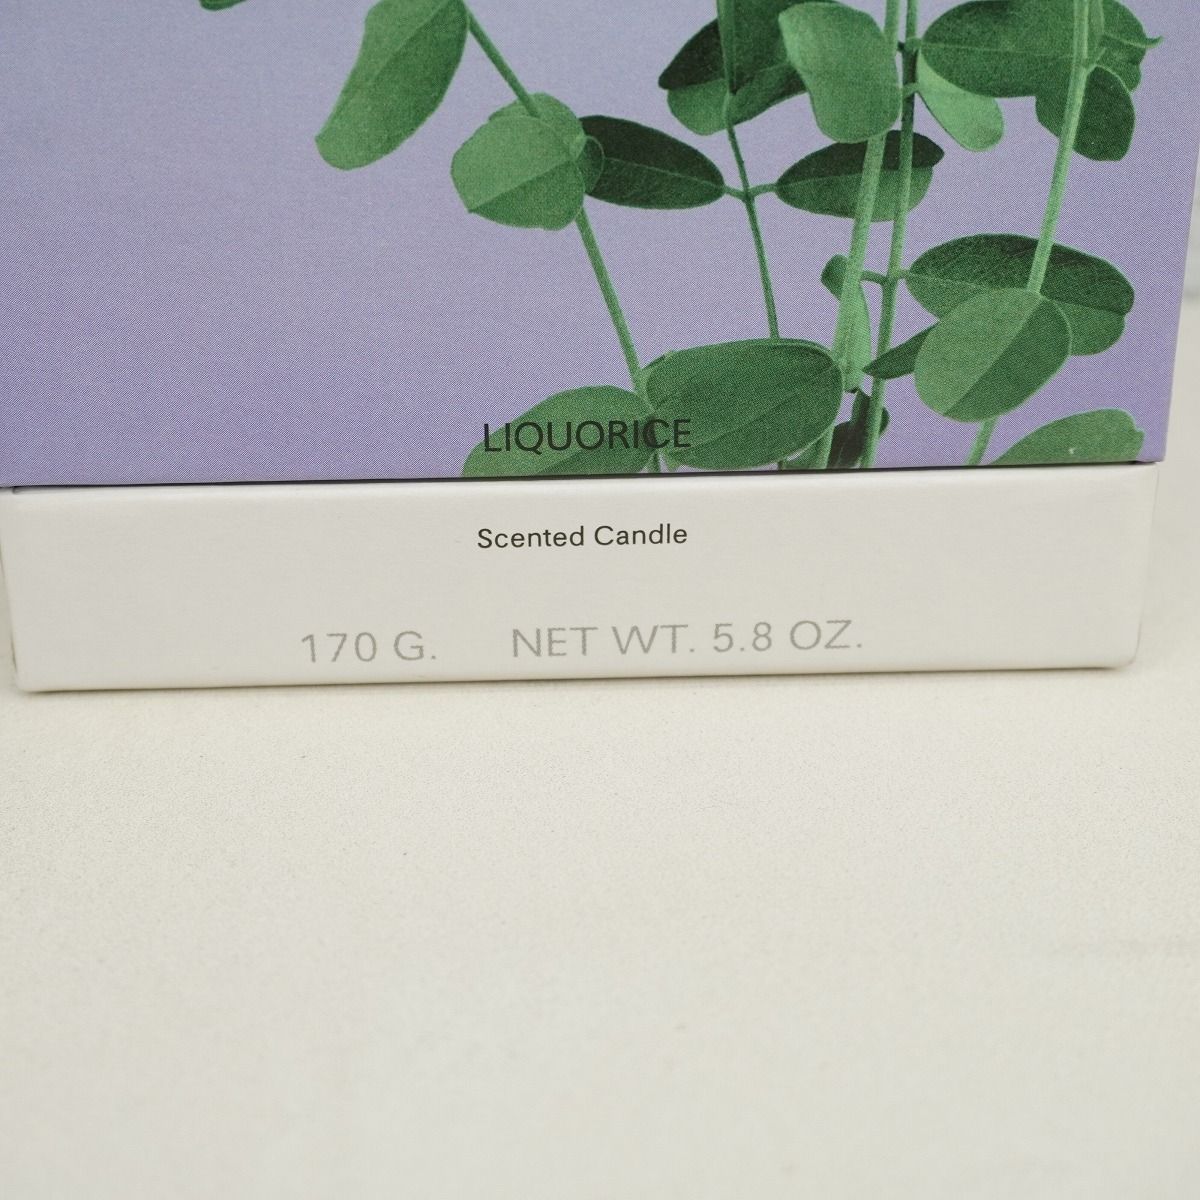 LIQUORICE
Scented Candle
170 G. NET WT. 5.8 OZ.